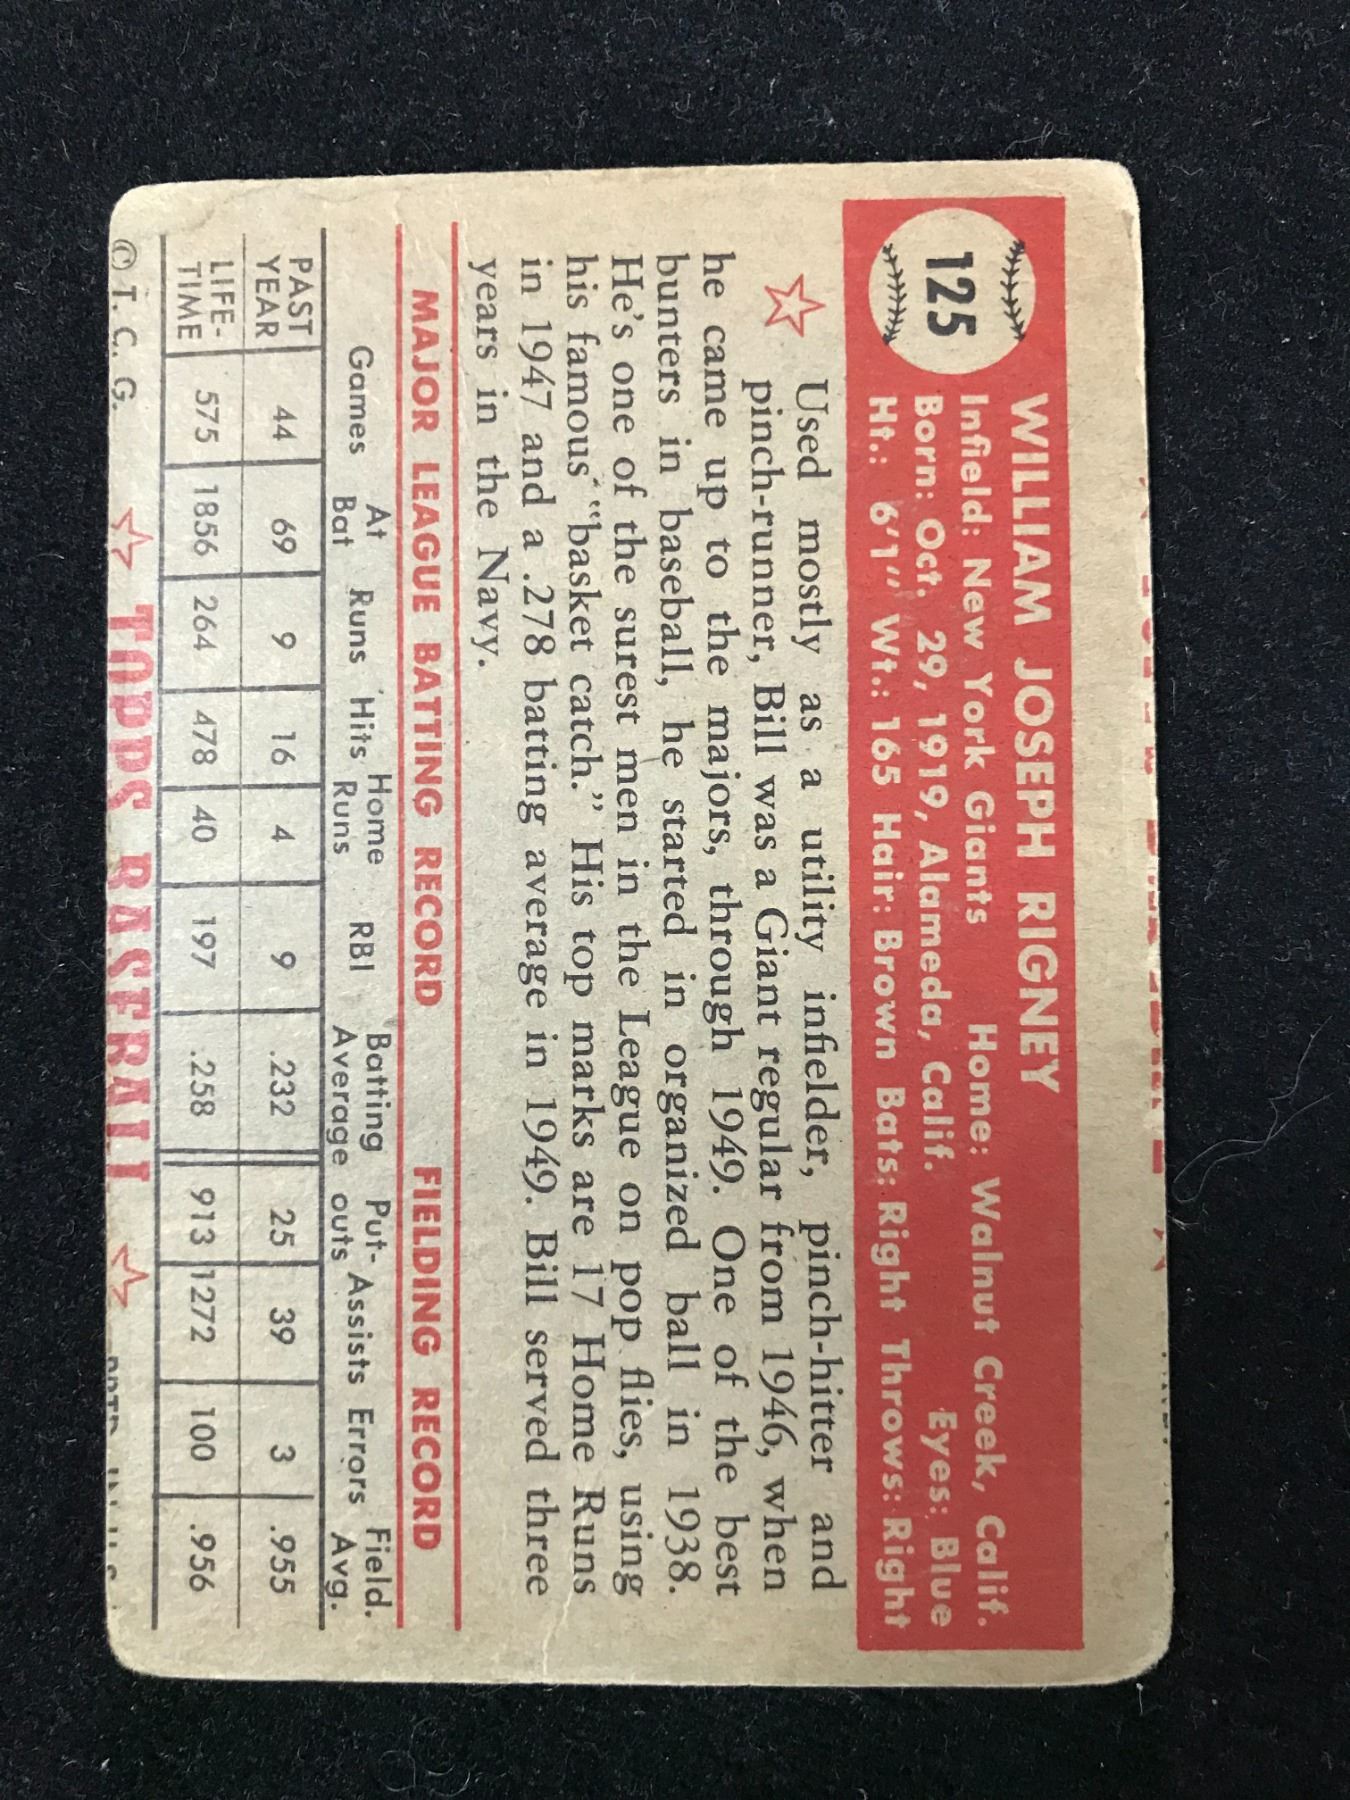 125
WILLIAM JOSEPH RIGNEY
Infield: New York Giants Home: Walnut Creek, Calif.
Born: Oct. 29, 1919, Alameda, Calif. Eyes: Blue
Ht.: 6'1" Wt.: 165 Hair: Brown Bats: Right Throws: Right
Used mostly as a utility infielder, pinch-hitter and
pinch-runner, Bill was a Giant regular from 1946, when
he came up to the majors, through 1949. One of the best
bunters in baseball, he started in organized ball in 1938.
He's one of the surest men in the League on pop flies, using
his famous "basket catch." His top marks are 17 Home Runs
in 1947 and a .278 batting average in 1949. Bill served three
years in the Navy.
MAJOR LEAGUE BATTING RECORD FIELDING RECORD
Games At Bat Runs Hits Home Runs RBI Batting Average Put-outs Assists Errors Field. Avg.
PAST YEAR 44 69 9 16 4 9 .232 25 39 3 .955
LIFE-TIME 575 1856 264 478 40 197 .258 913 1272 100 .956
© T. C. G. TOPPS BASEBALL